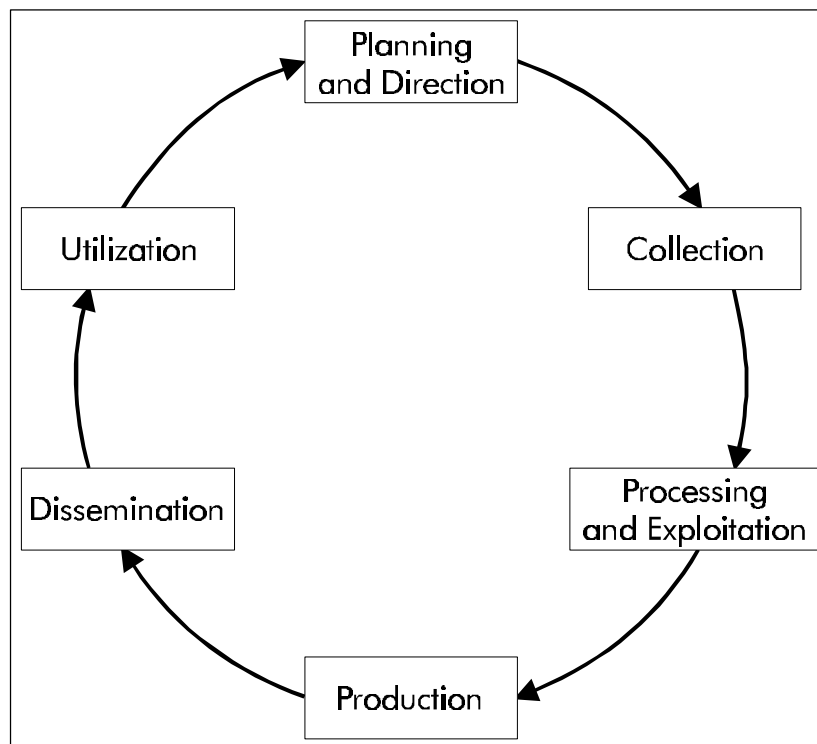 Planning
and Direction
Collection
Processing
and Exploitation
Production
Dissemination
Utilization